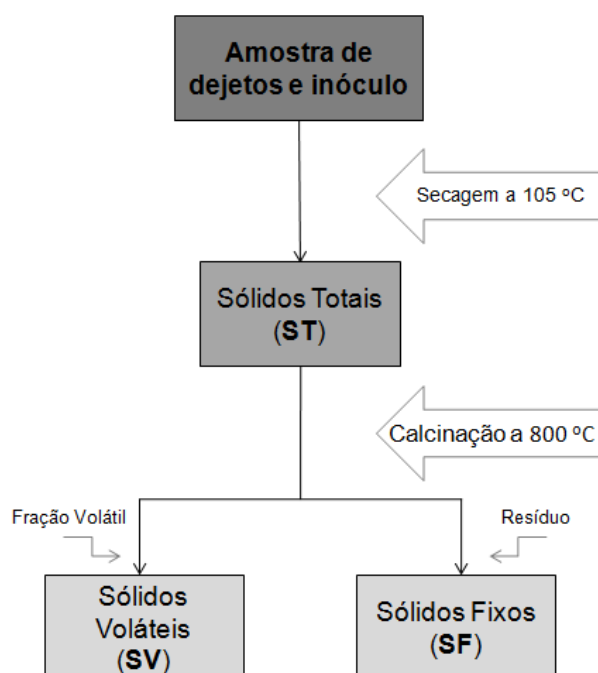 Amostra de
dejetos e inóculo
Secagem a 105 ºC
Sólidos Totais
(ST)
Calcinação a 800 ºC
Fração Volátil
Resíduo
Sólidos
Voláteis
(SV)
Sólidos Fixos
(SF)